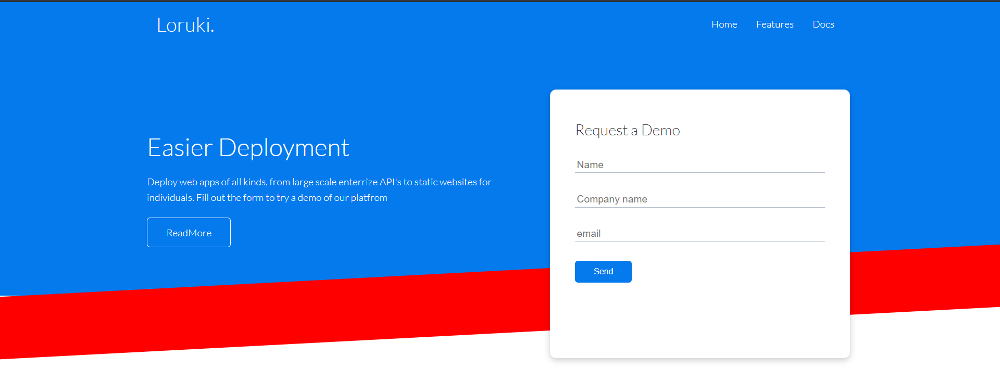 Loruki.
Home Features Docs
Easier Deployment
Deploy web apps of all kinds, from large scale enterrize API's to static websites for
individuals. Fill out the form to try a demo of our platfrom
ReadMore
Request a Demo
Name
Company name
email
Send